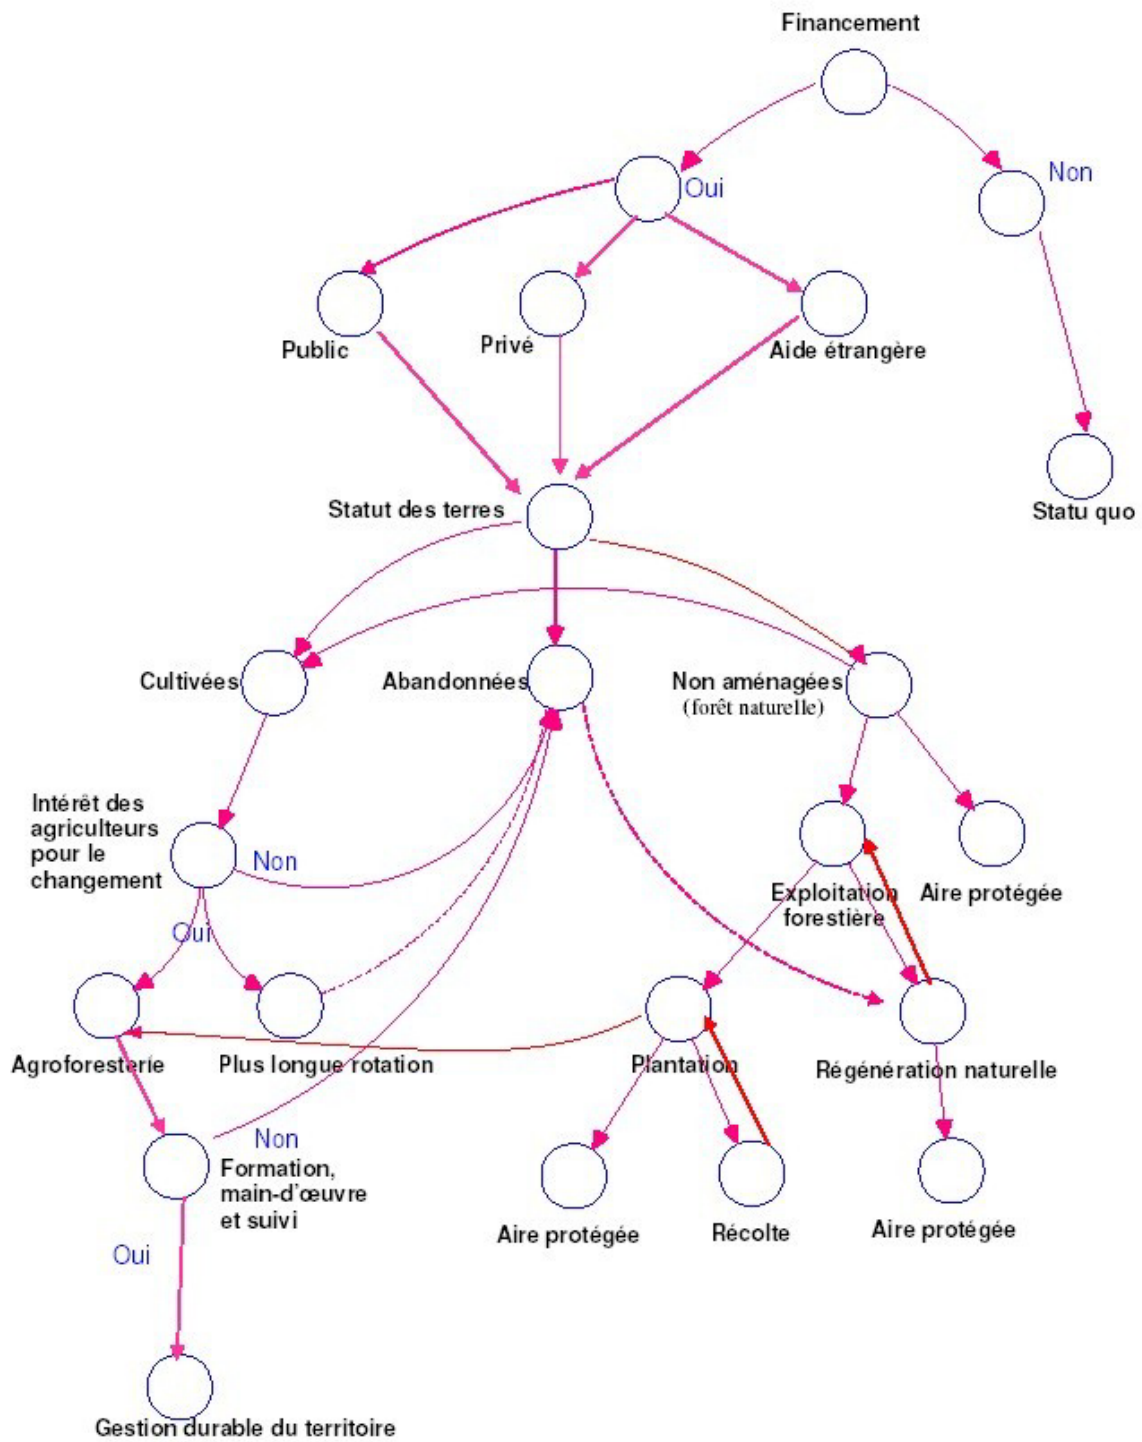 Financement
Oui
Non
Public
Privé
Aide étrangère
Statut des terres
Statu quo
Cultivées
Abandonnées
Non aménagées
(forêt naturelle)
Intérêt des
agriculteurs
pour le
changement
Non
Oui
Exploitation
forestière
Aire protégée
Agroforesterie
Plus longue rotation
Plantation
Régénération naturelle
Non
Formation,
main-d'œuvre
et suivi
Aire protégée
Récolte
Aire protégée
Oui
Gestion durable du territoire